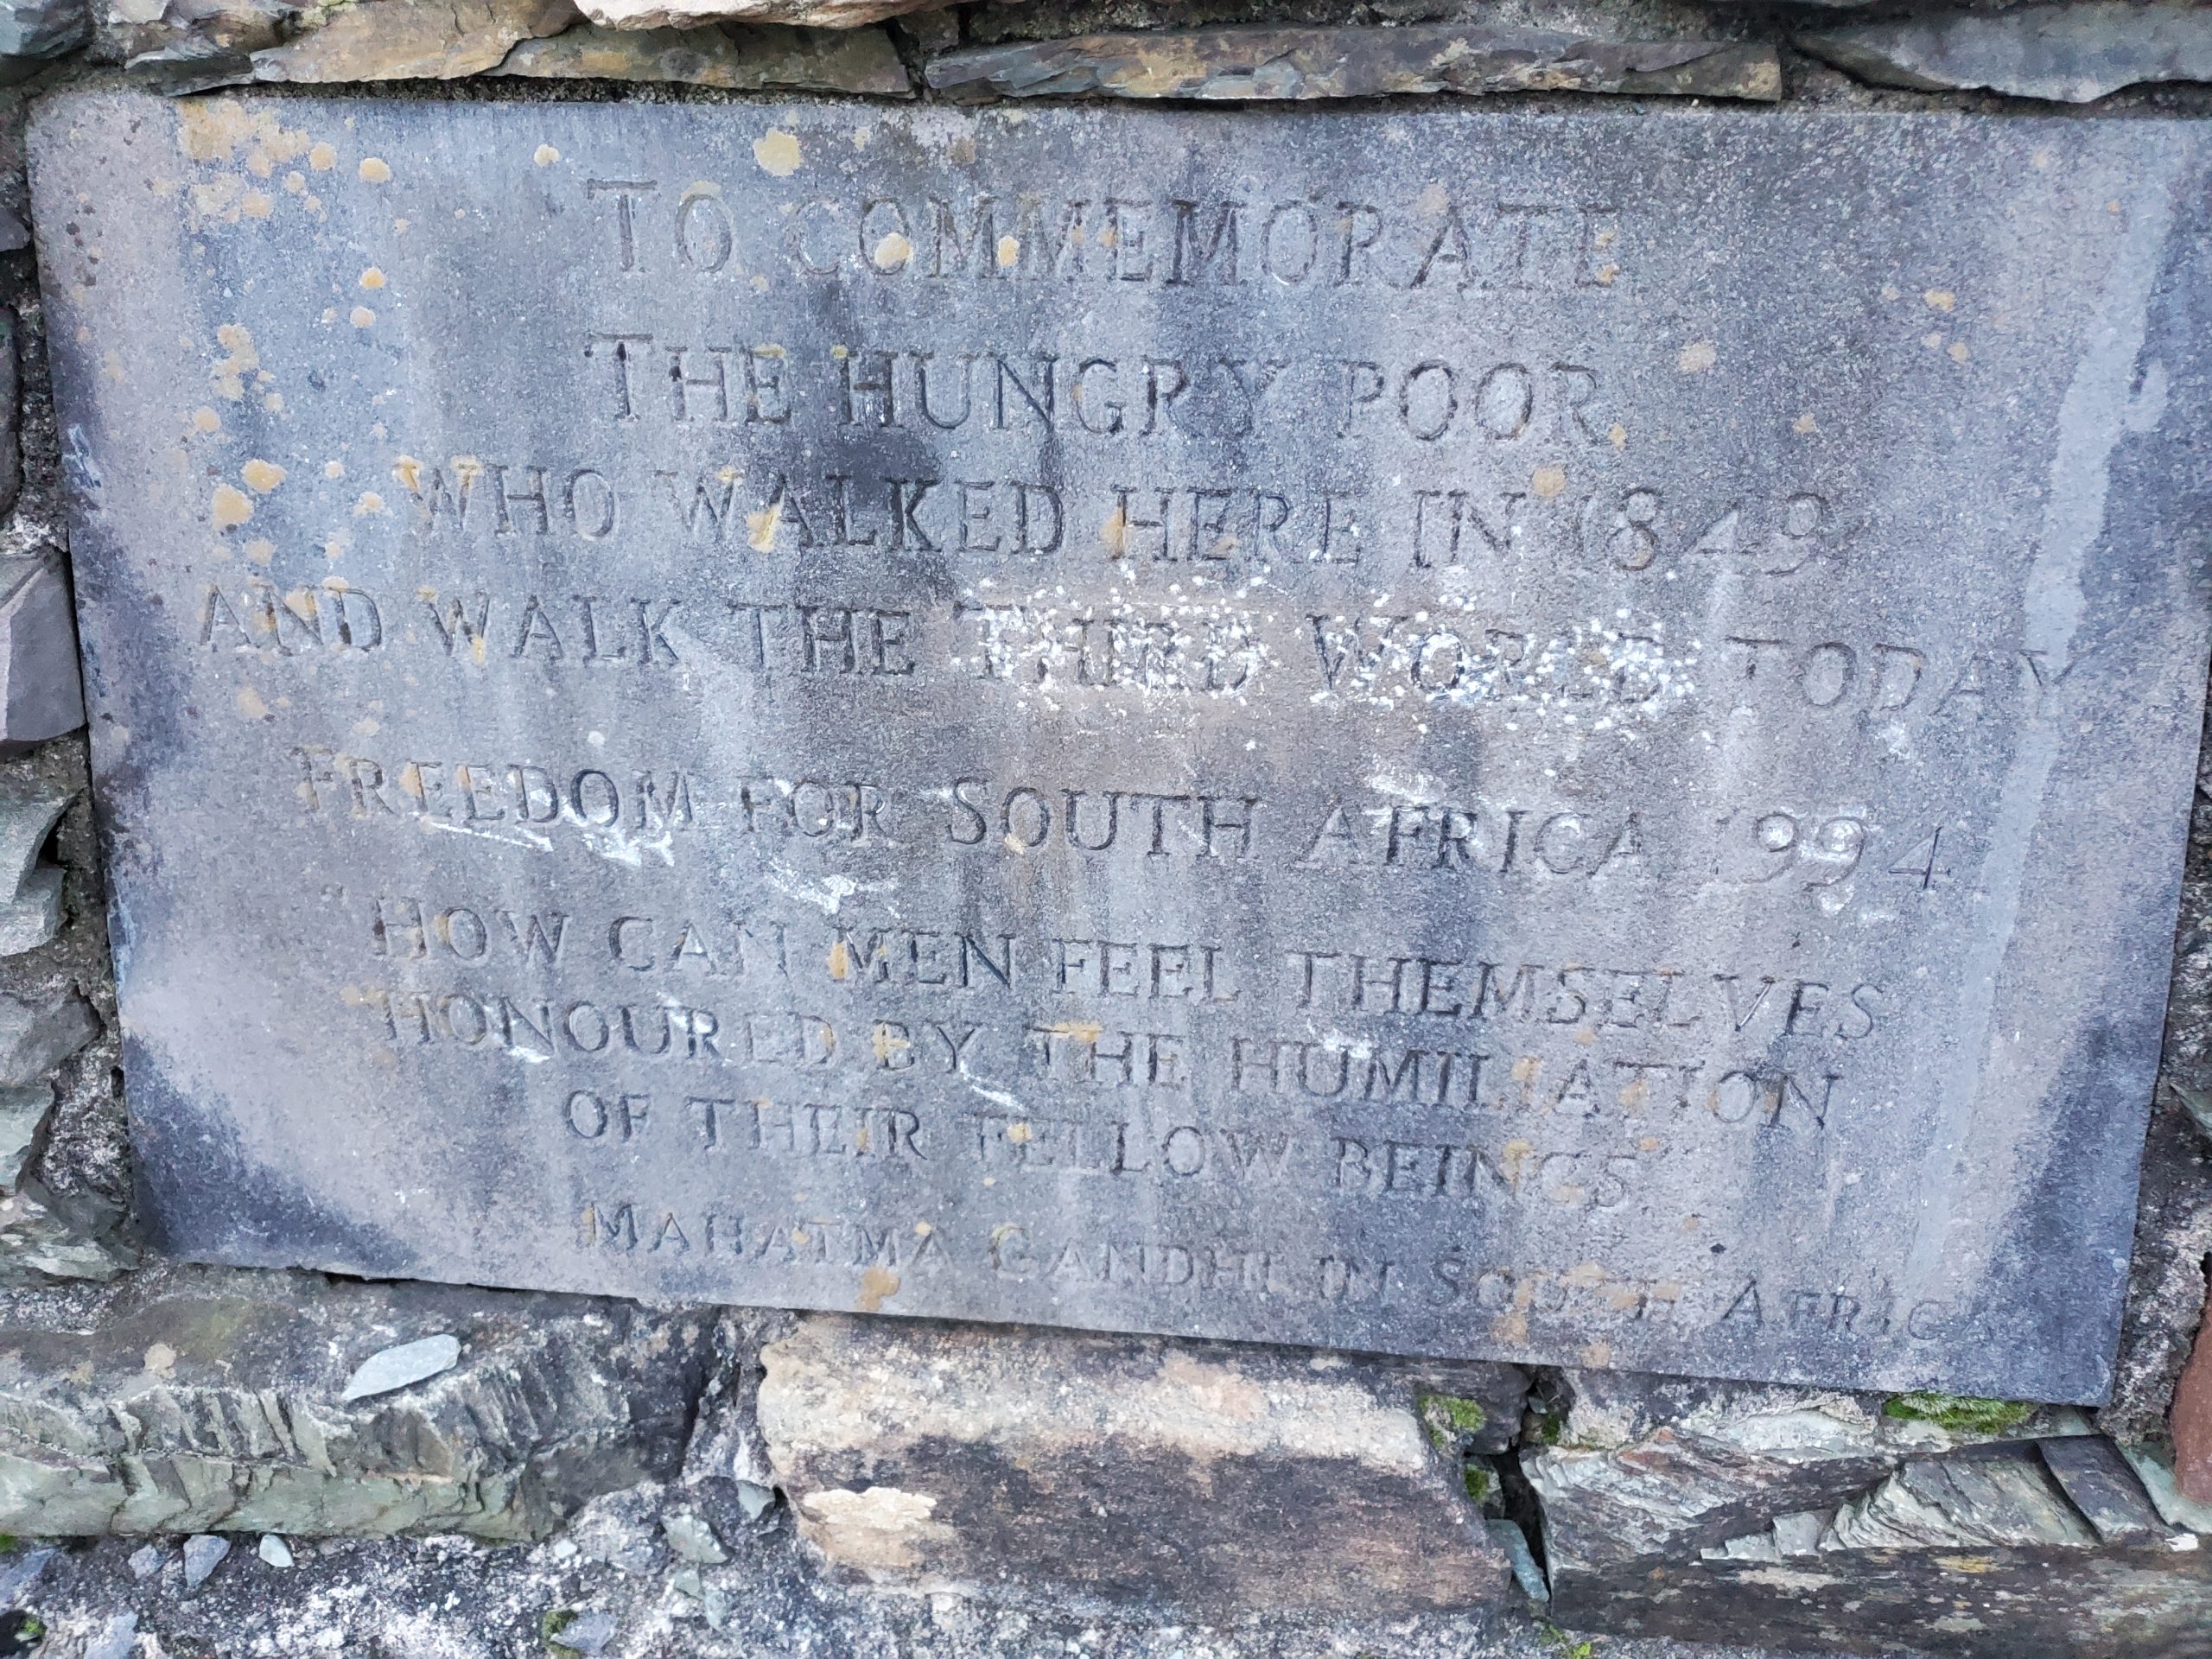 TO COMMEMORATE
THE HUNGRY POOR
WHO WALKED HERE IN 1849
AND WALK THE THIRD WORLD TODAY
FREEDOM FOR SOUTH AFRICA 1994
HOW CAN MEN FEEL THEMSELVES
HONOURED BY THE HUMILIATION
OF THEIR FELLOW BEINGS
MAHATMA GANDHI IN SOUTH AFRICA